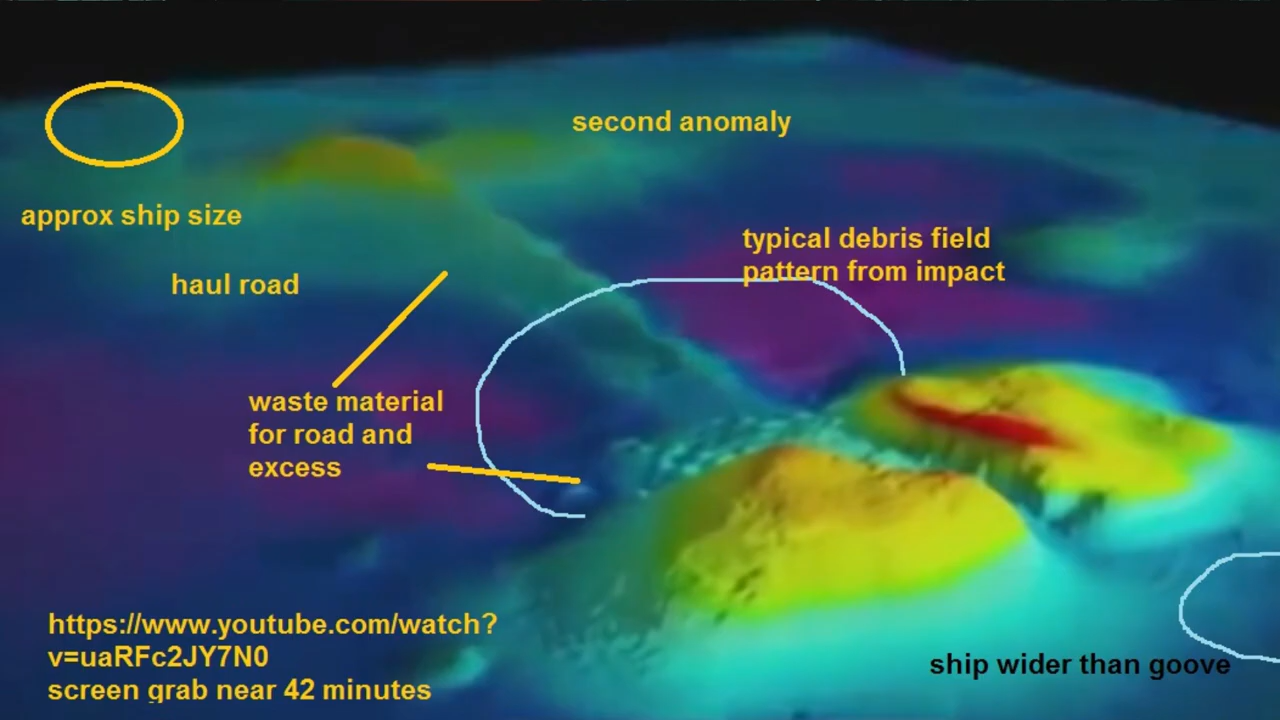 second anomaly
approx ship size
typical debris field
pattern from impact
haul road
waste material
for road and
excess
https://www.youtube.com/watch?
v=uaRFc2JY7N0
screen grab near 42 minutes
ship wider than goove